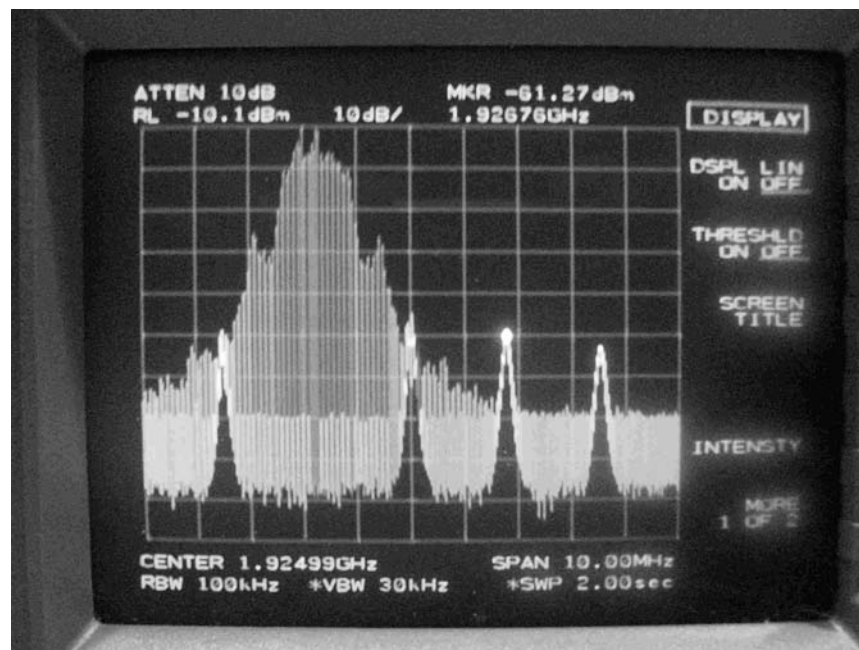 ATTEN 10dB
RL -10.1dBm 10dB/
MKR -61.27dBm
1.92676GHz
DISPLAY
DSPL LIN
ON OFF
THRESHLD
ON OFF
SCREEN
TITLE
INTENSTY
MORE
1 OF 2
CENTER 1.92499GHz SPAN 10.00MHz
RBW 100kHz *VBW 30kHz *SWP 2.00sec